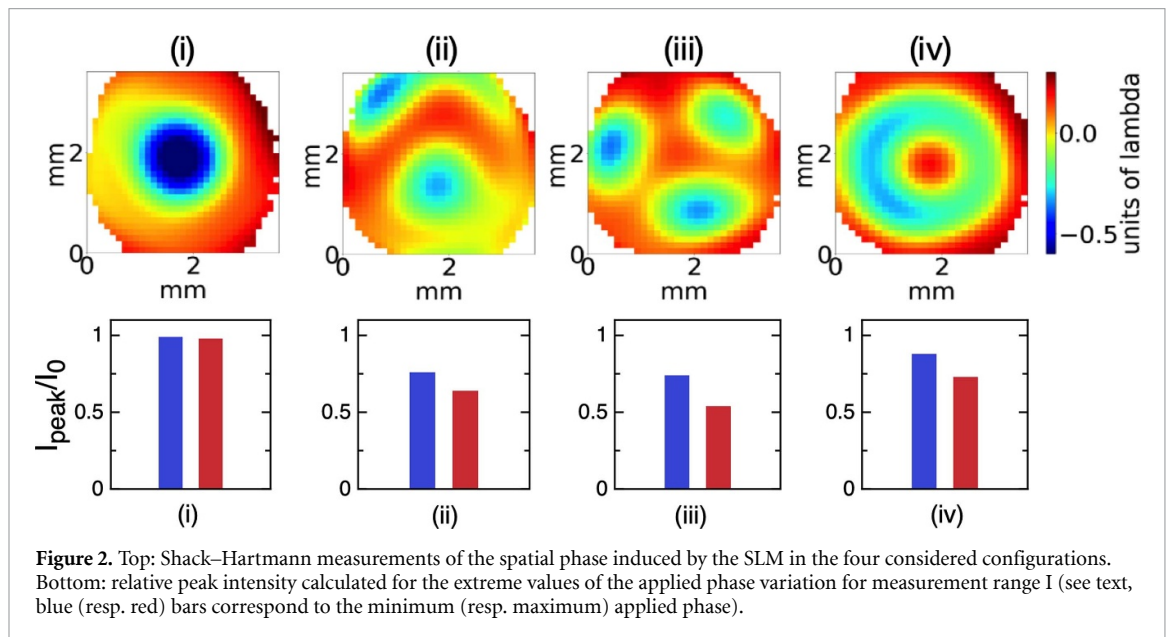 (i) (ii) (iii) (iv)
mm
2
0
0 2
mm
mm
2
0
0 2
mm
mm
2
0
0 2
mm
mm
2
0
0 2
mm
0.0
−0.5
units of lambda
I_peak/I_0
1
0.5
0
(i)
1
0.5
0
(ii)
1
0.5
0
(iii)
1
0.5
0
(iv)
Figure 2. Top: Shack–Hartmann measurements of the spatial phase induced by the SLM in the four considered configurations.
Bottom: relative peak intensity calculated for the extreme values of the applied phase variation for measurement range I (see text,
blue (resp. red) bars correspond to the minimum (resp. maximum) applied phase).